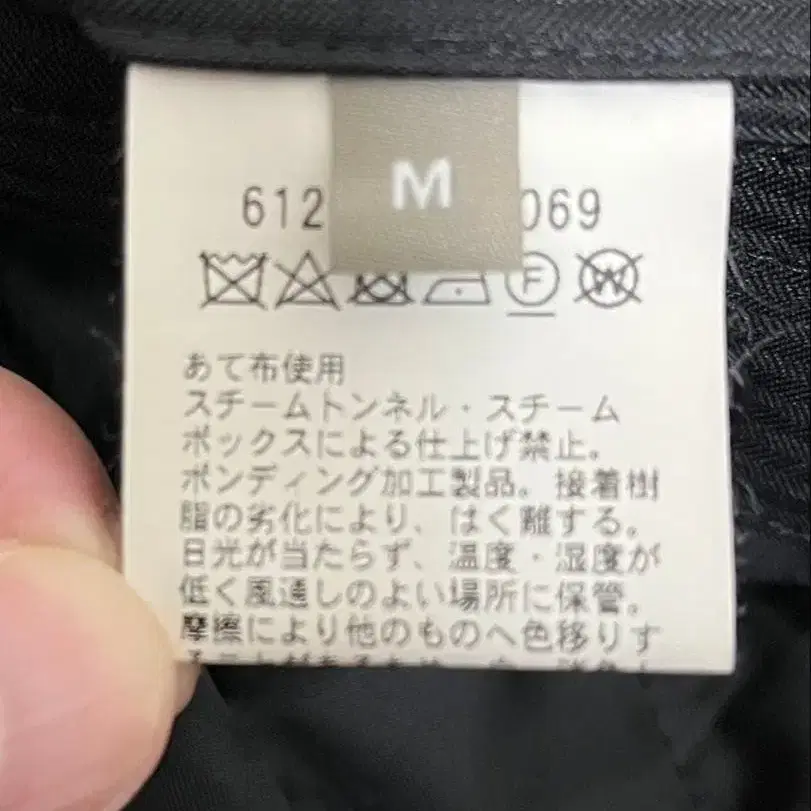 M
612 069
F W
あて布使用
スチームトンネル・スチーム
ボックスによる仕上げ禁止。
ボンディング加工製品。接着樹
脂の劣化により、はく離する。
日光が当たらず、温度・湿度が
低く風通しのよい場所に保管。
摩擦により他のものへ色移りす